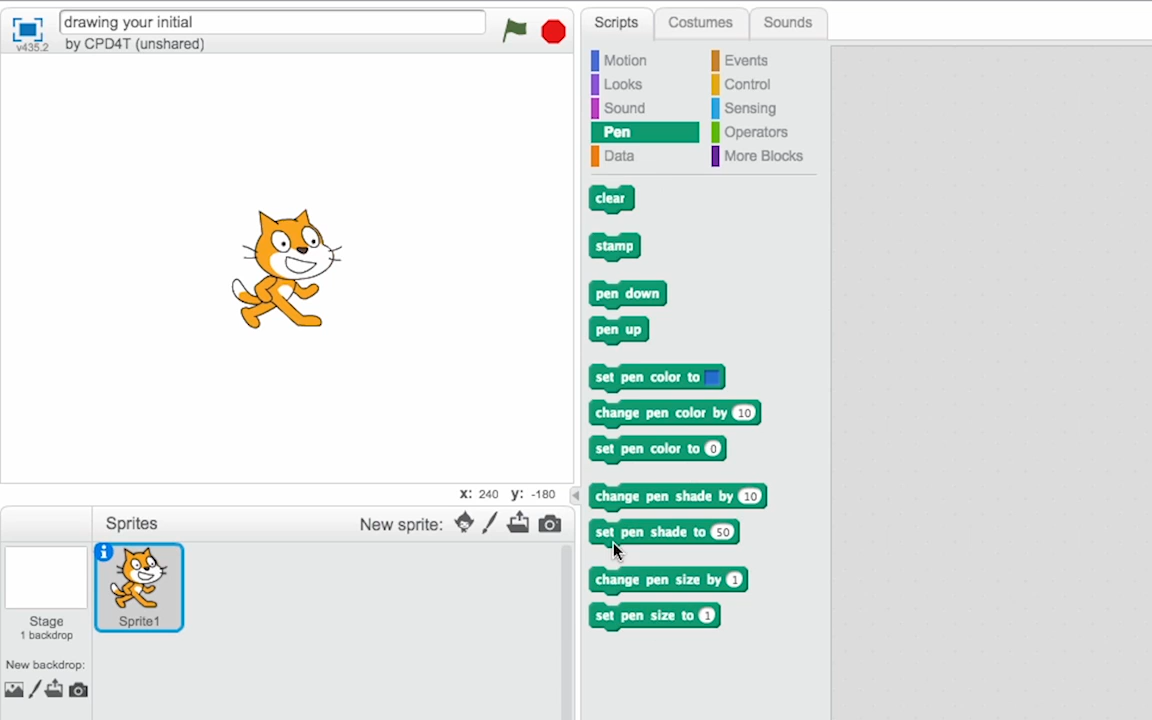 drawing your initial
v435.2
by CPD4T (unshared)
Scripts
Costumes
Sounds
Motion
Events
Looks
Control
Sound
Sensing
Pen
Operators
Data
More Blocks
clear
stamp
pen down
pen up
set pen color to
change pen color by 10
set pen color to 0
change pen shade by 10
set pen shade to 50
change pen size by 1
set pen size to 1
x: 240 y: -180
Sprites
New sprite:
i
Sprite1
Stage
1 backdrop
New backdrop: